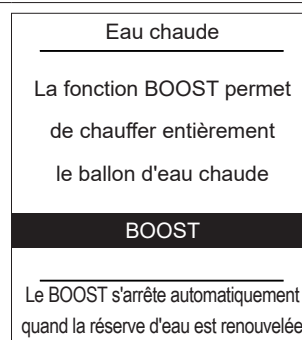 Eau chaude
La fonction BOOST permet
de chauffer entièrement
le ballon d'eau chaude
BOOST
Le BOOST s'arrête automatiquement
quand la réserve d'eau est renouvelée